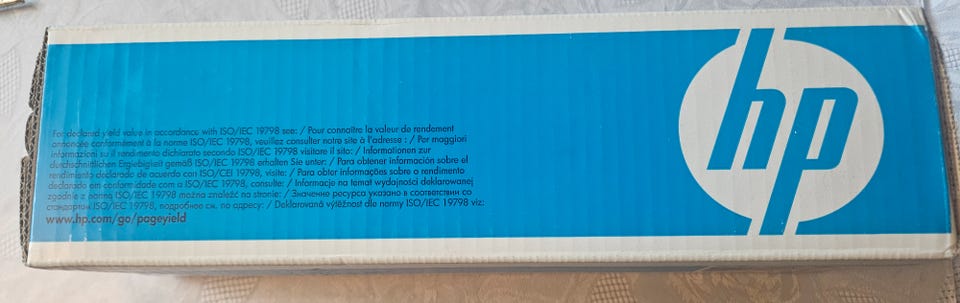 For declared yield value in accordance with ISO/IEC 19798 see: / Pour connaître la valeur de rendement
annoncée conformément à la norme ISO/IEC 19798, veuillez consulter notre site à l'adresse : / Per maggiori
informazioni su il rendimento dichiarato secondo ISO/IEC 19798 visitare il sito: / Informationen zur
durchschnittlichen Ergiebigkeit gemäß ISO/IEC 19798 erhalten Sie unter: / Para obtener información sobre el
rendimiento declarado de acuerdo con ISO/CEI 19798, visite: / Para obter informações sobre o rendimento
declarado em conformidade com a ISO/IEC 19798, consulte: / Informacje na temat wydajności deklarowanej
zgodnie z normą ISO/IEC 19798 można znaleźć na stronie: / Значение ресурса указано в соответствии со
стандартом ISO/IEC 19798, подробнее см. по адресу: / Deklarovaná výtěžnost dle normy ISO/IEC 19798 viz:
www.hp.com/go/pageyield
hp